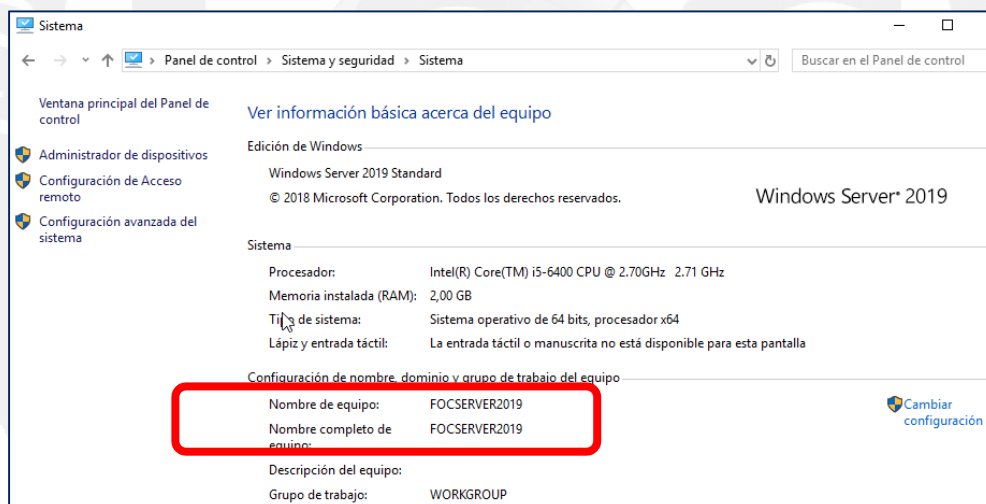 Sistema
Panel de control > Sistema y seguridad > Sistema
Buscar en el Panel de control
Ventana principal del Panel de
control
Administrador de dispositivos
Configuración de Acceso
remoto
Configuración avanzada del
sistema
Ver información básica acerca del equipo
Edición de Windows
Windows Server 2019 Standard
© 2018 Microsoft Corporation. Todos los derechos reservados.
Windows Server 2019
Sistema
Procesador: Intel(R) Core(TM) i5-6400 CPU @ 2.70GHz 2.71 GHz
Memoria instalada (RAM): 2,00 GB
Tipo de sistema: Sistema operativo de 64 bits, procesador x64
Lápiz y entrada táctil: La entrada táctil o manuscrita no está disponible para esta pantalla
Configuración de nombre, dominio y grupo de trabajo del equipo
Nombre de equipo: FOCSERVER2019
Nombre completo de FOCSERVER2019
equipo:
Cambiar
configuración
Descripción del equipo:
Grupo de trabajo: WORKGROUP